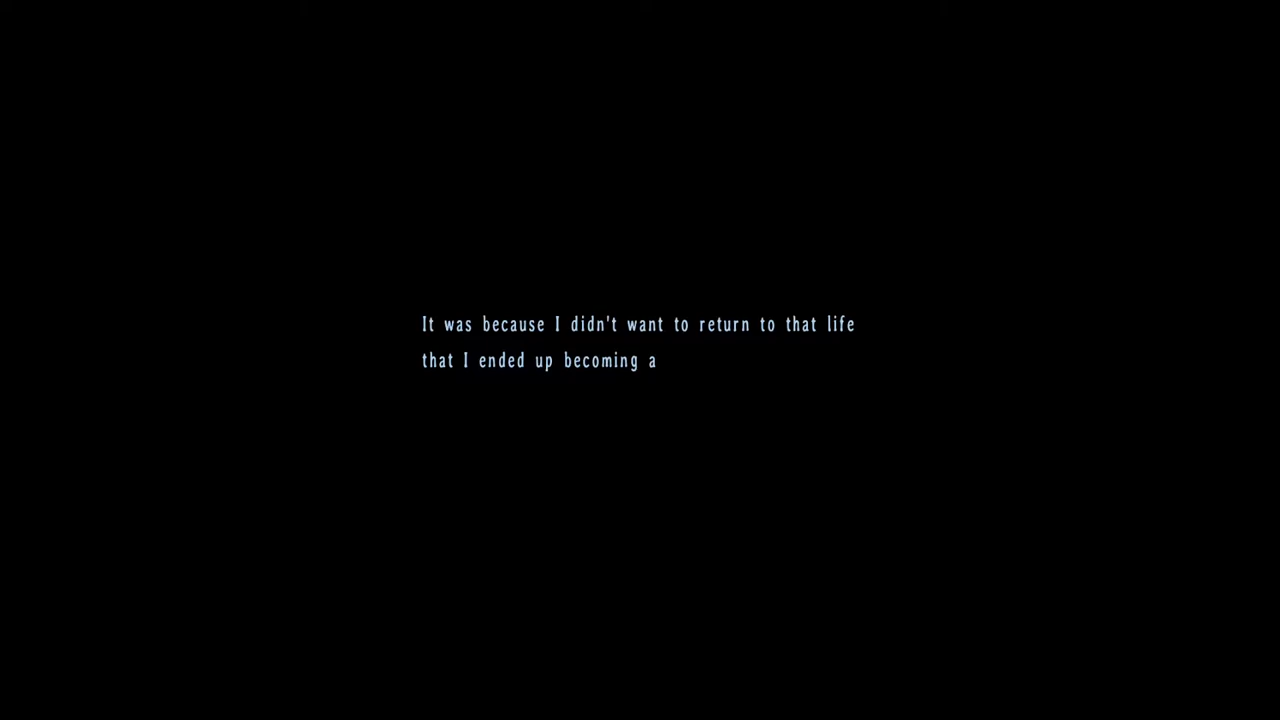 It was because I didn't want to return to that life
that I ended up becoming a